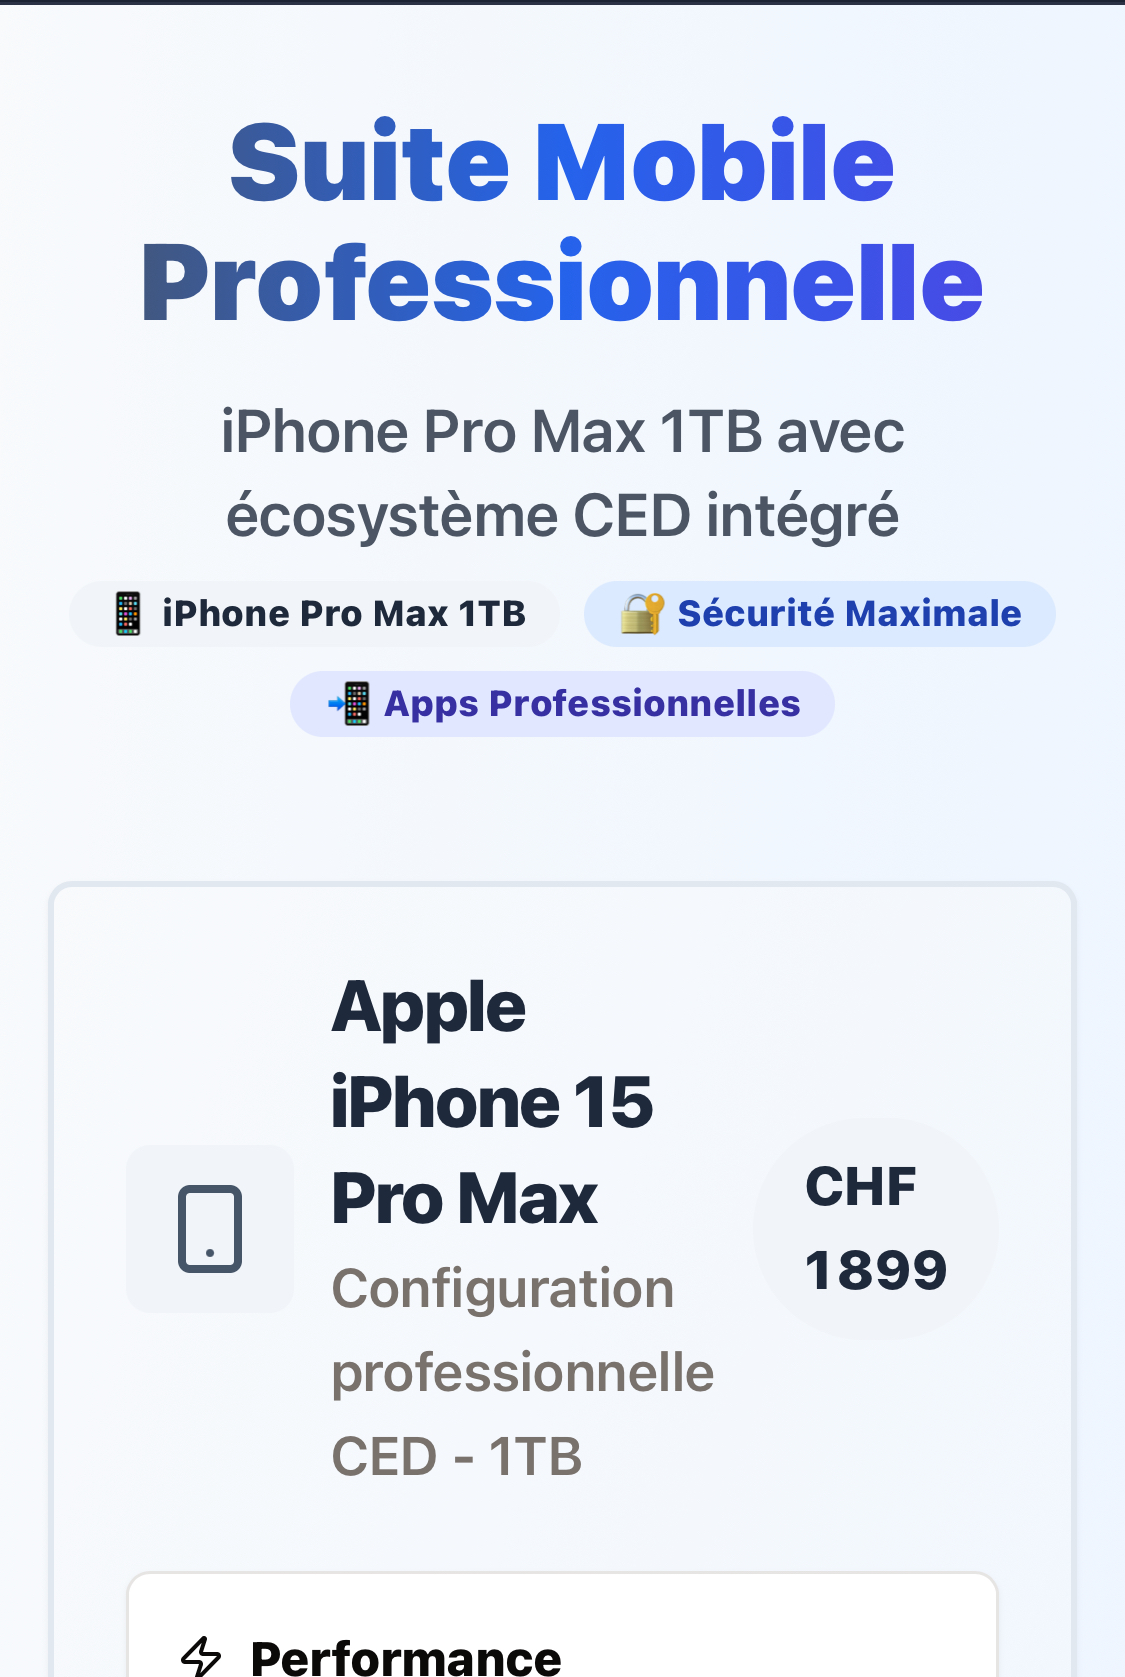 Suite Mobile
Professionnelle
iPhone Pro Max 1TB avec
écosystème CED intégré
📱 iPhone Pro Max 1TB
🔐 Sécurité Maximale
📲 Apps Professionnelles
Apple
iPhone 15
Pro Max
Configuration
professionnelle
CED - 1TB
CHF
1899
Performance